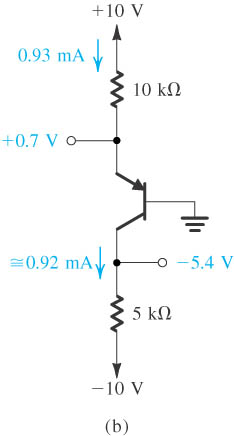 +10 V
0.93 mA
10 kΩ
+0.7 V
≅0.92 mA
−5.4 V
5 kΩ
−10 V
(b)